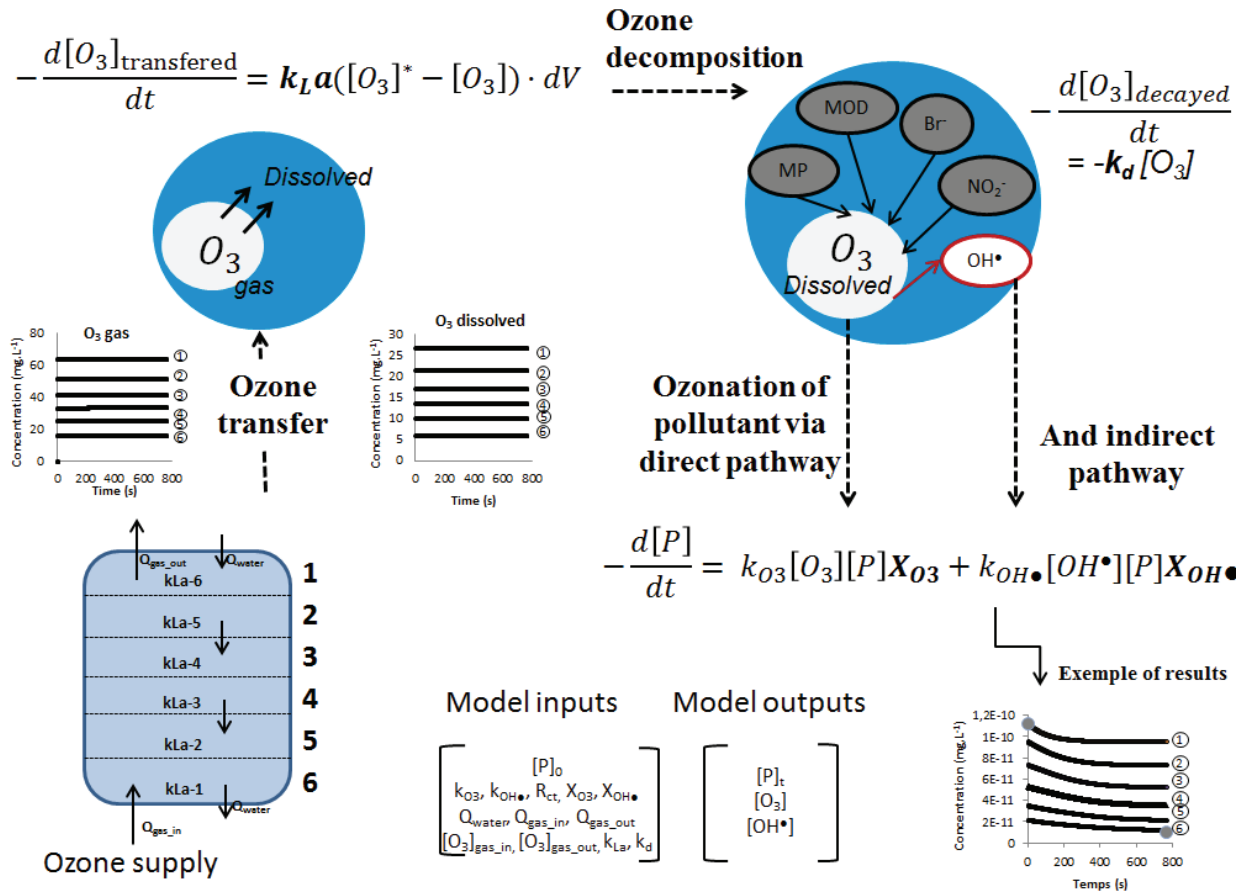 −d[O₃]transfered/dt = kLa([O₃]* − [O₃]) · dV
Ozone
decomposition
−d[O₃]decayed/dt
= -kd [O₃]
MOD
Br⁻
MP
NO₂⁻
O₃
Dissolved
OH•
Dissolved
O₃
gas
O₃ gas
Concentration (mg.L⁻¹)
80
60
40
20
0
①
②
③
④
⑤
⑥
0 200 400 600 800
Time (s)
Ozone
transfer
O₃ dissolved
Concentration (mg.L⁻¹)
30
25
20
15
10
5
0
①
②
③
④
⑤
⑥
0 200 400 600 800
Time (s)
Ozonation of
pollutant via
direct pathway
And indirect
pathway
−d[P]/dt = kO3[O₃][P]XO3 + kOH•[OH•][P]XOH•
Qgas_out
Qwater
kLa-6
1
kLa-5
2
kLa-4
3
kLa-3
4
kLa-2
5
kLa-1
6
Qwater
Qgas_in
Ozone supply
Model inputs
[P]₀
kO3, kOH•, Rct, XO3, XOH•
Qwater, Qgas_in, Qgas_out
[O₃]gas_in, [O₃]gas_out, kLa, kd
Model outputs
[P]t
[O₃]
[OH•]
Exemple of results
Concentration (mg.L⁻¹)
1,2E-10
1E-10
8E-11
6E-11
4E-11
2E-11
0
①
②
③
④
⑤
⑥
0 200 400 600 800
Temps (s)